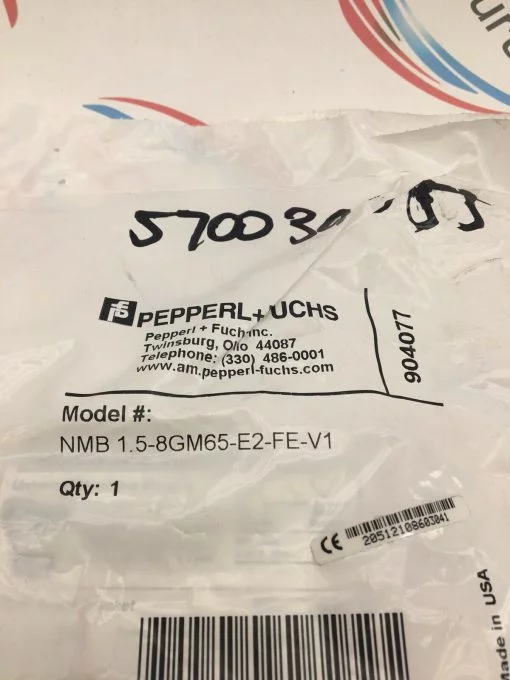 PEPPERL+ UCHS
Pepperl + Fuch Inc.
Twinsburg, Ohio 44087
Telephone: (330) 486-0001
www.am.pepperl-fuchs.com
904077
Model #:
NMB 1.5-8GM65-E2-FE-V1
Qty: 1
CE 20512108603041
Made in USA